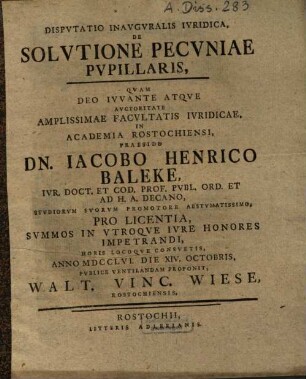 A. Diss. 283
DISPVTATIO INAVGVRALIS IVRIDICA,
DE
SOLVTIONE PECVNIAE
PVPILLARIS,
QVAM
DEO IVVANTE ATQVE
AVCTORITATE
AMPLISSIMAE FACVLTATIS IVRIDICAE,
IN
ACADEMIA ROSTOCHIENSI,
PRAESIDE
DN. IACOBO HENRICO
BALEKE,
IVR. DOCT. ET COD. PROF. PVBL. ORD. ET
AD H. A. DECANO,
STVDIORVM SVORVM PROMOTORE AESTVMATISSIMO,
PRO LICENTIA,
SVMMOS IN VTROQVE IVRE HONORES
IMPETRANDI,
HORIS LOCOQVE CONSVETIS,
ANNO MDCCLVI. DIE XIV. OCTOBRIS,
PVBLICE VENTILANDAM PROPONIT,
WALT. VINC. WIESE,
ROSTOCHIENSIS.
ROSTOCHII,
LITTERIS ADLERIANIS.